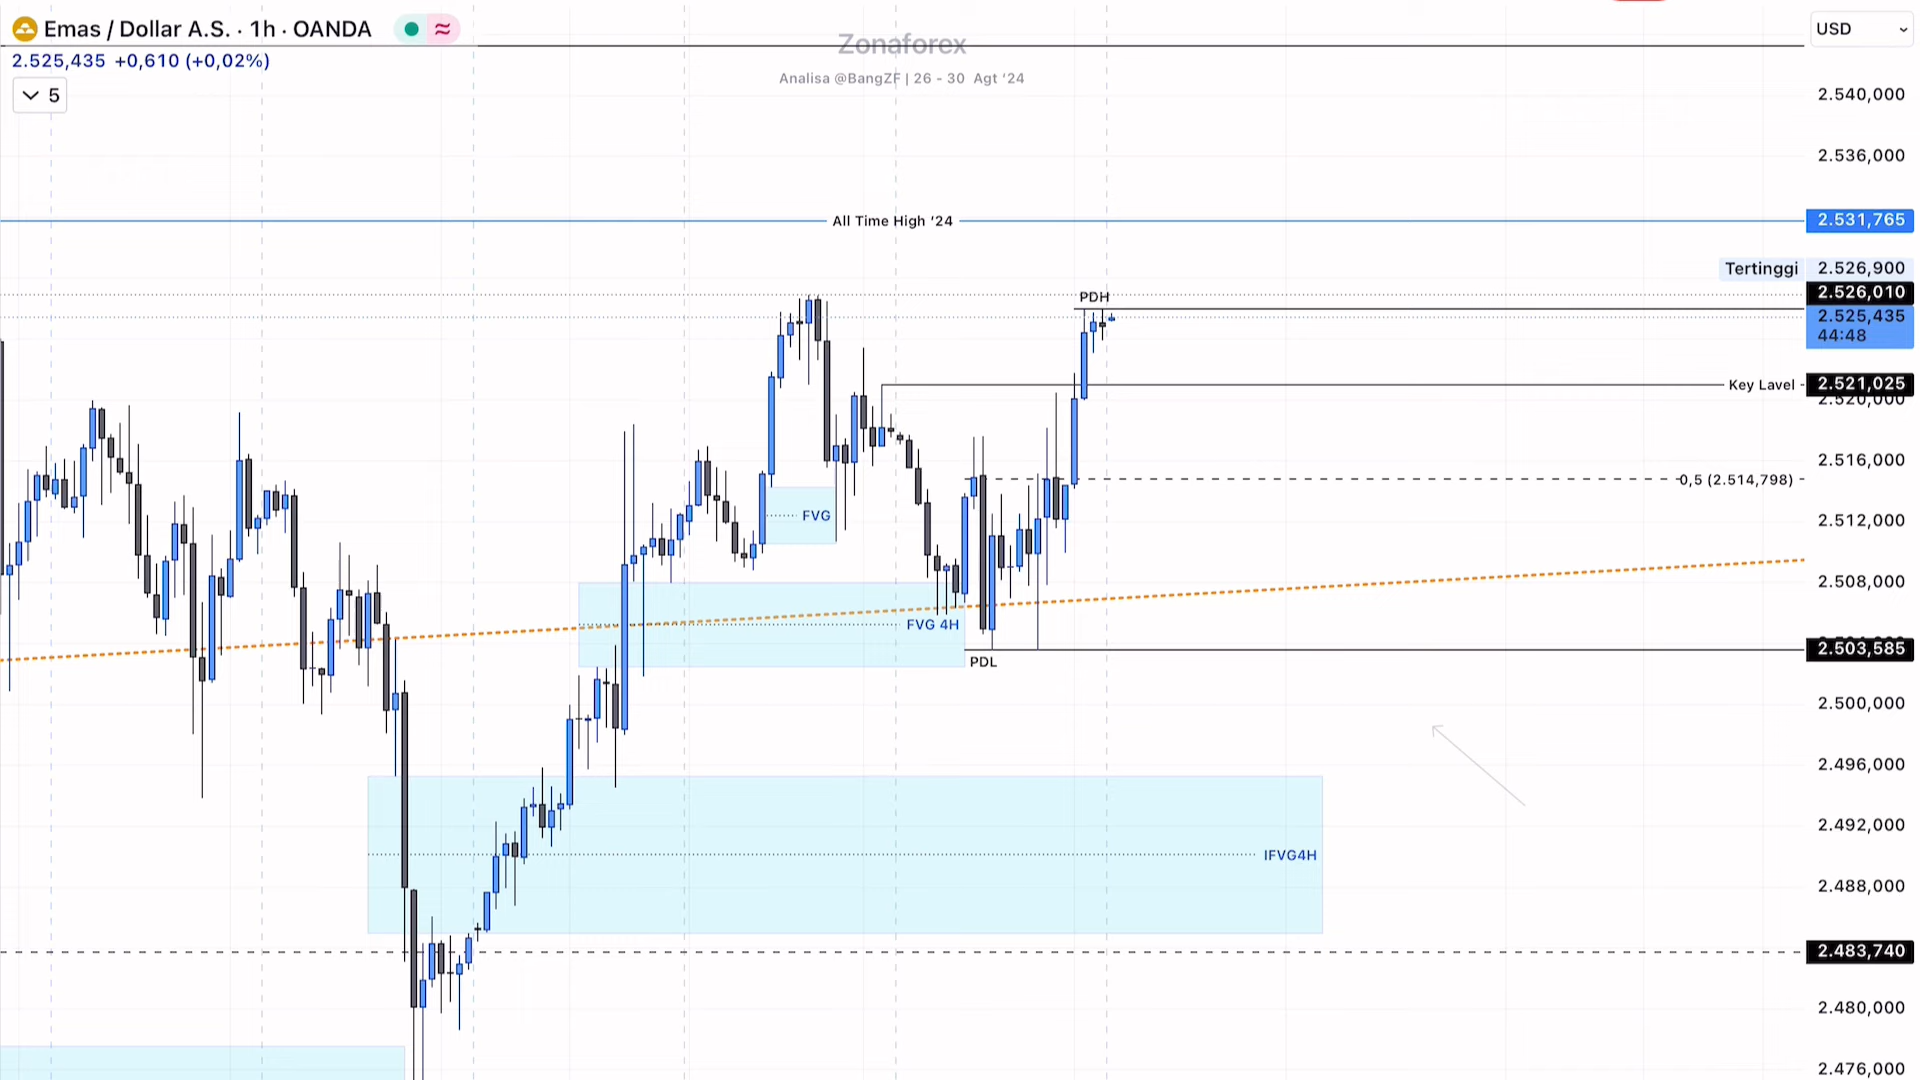 Emas / Dollar A.S. · 1h · OANDA
USD
Zonaforex
2.525,435 +0,610 (+0,02%)
Analisa @BangZF | 26 - 30 Agt ‘24
5
2.540,000
2.536,000
All Time High ‘24
2.531,765
Tertinggi 2.526,900
PDH
2.526,010
2.525,435
44:48
Key Lavel
2.521,025
2.520,000
0,5 (2.514,798)
2.516,000
FVG
2.512,000
2.508,000
FVG 4H
2.503,585
PDL
2.500,000
2.496,000
2.492,000
IFVG4H
2.488,000
2.483,740
2.480,000
2.476,000